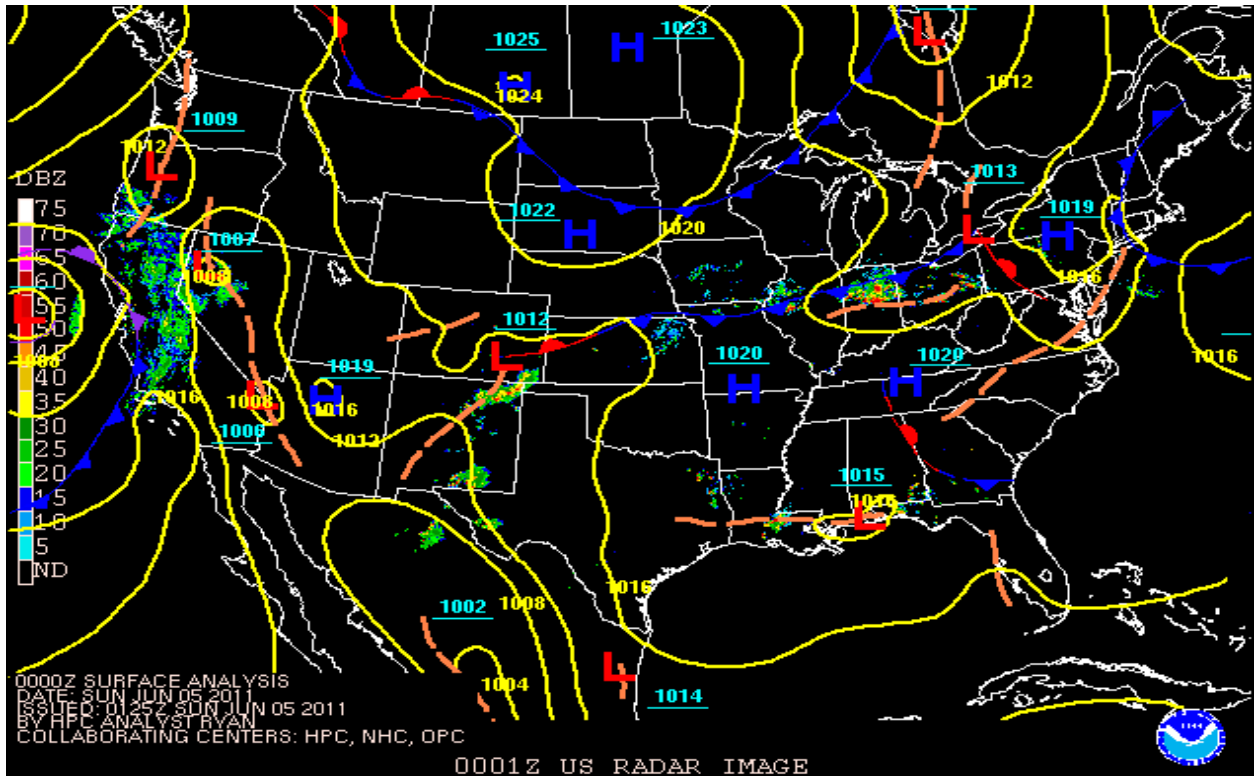 1025
H
1023
L
H
1024
1012
1009
1012
L
DBZ
1013
75
70
65
60
55
50
45
40
35
30
25
20
15
10
5
ND
1022
H
1020
1019
H
L
1007
L
1008
1016
L
1008
1012
L
1016
1019
H
1016
1020
H
1020
H
L
1008
1006
1012
1015
1016
L
1016
1008
1002
1004
L
1014
0000Z SURFACE ANALYSIS
DATE: SUN JUN 05 2011
ISSUED: 0125Z SUN JUN 05 2011
BY HPC ANALYST RYAN
COLLABORATING CENTERS: HPC, NHC, OPC
0001Z US RADAR IMAGE